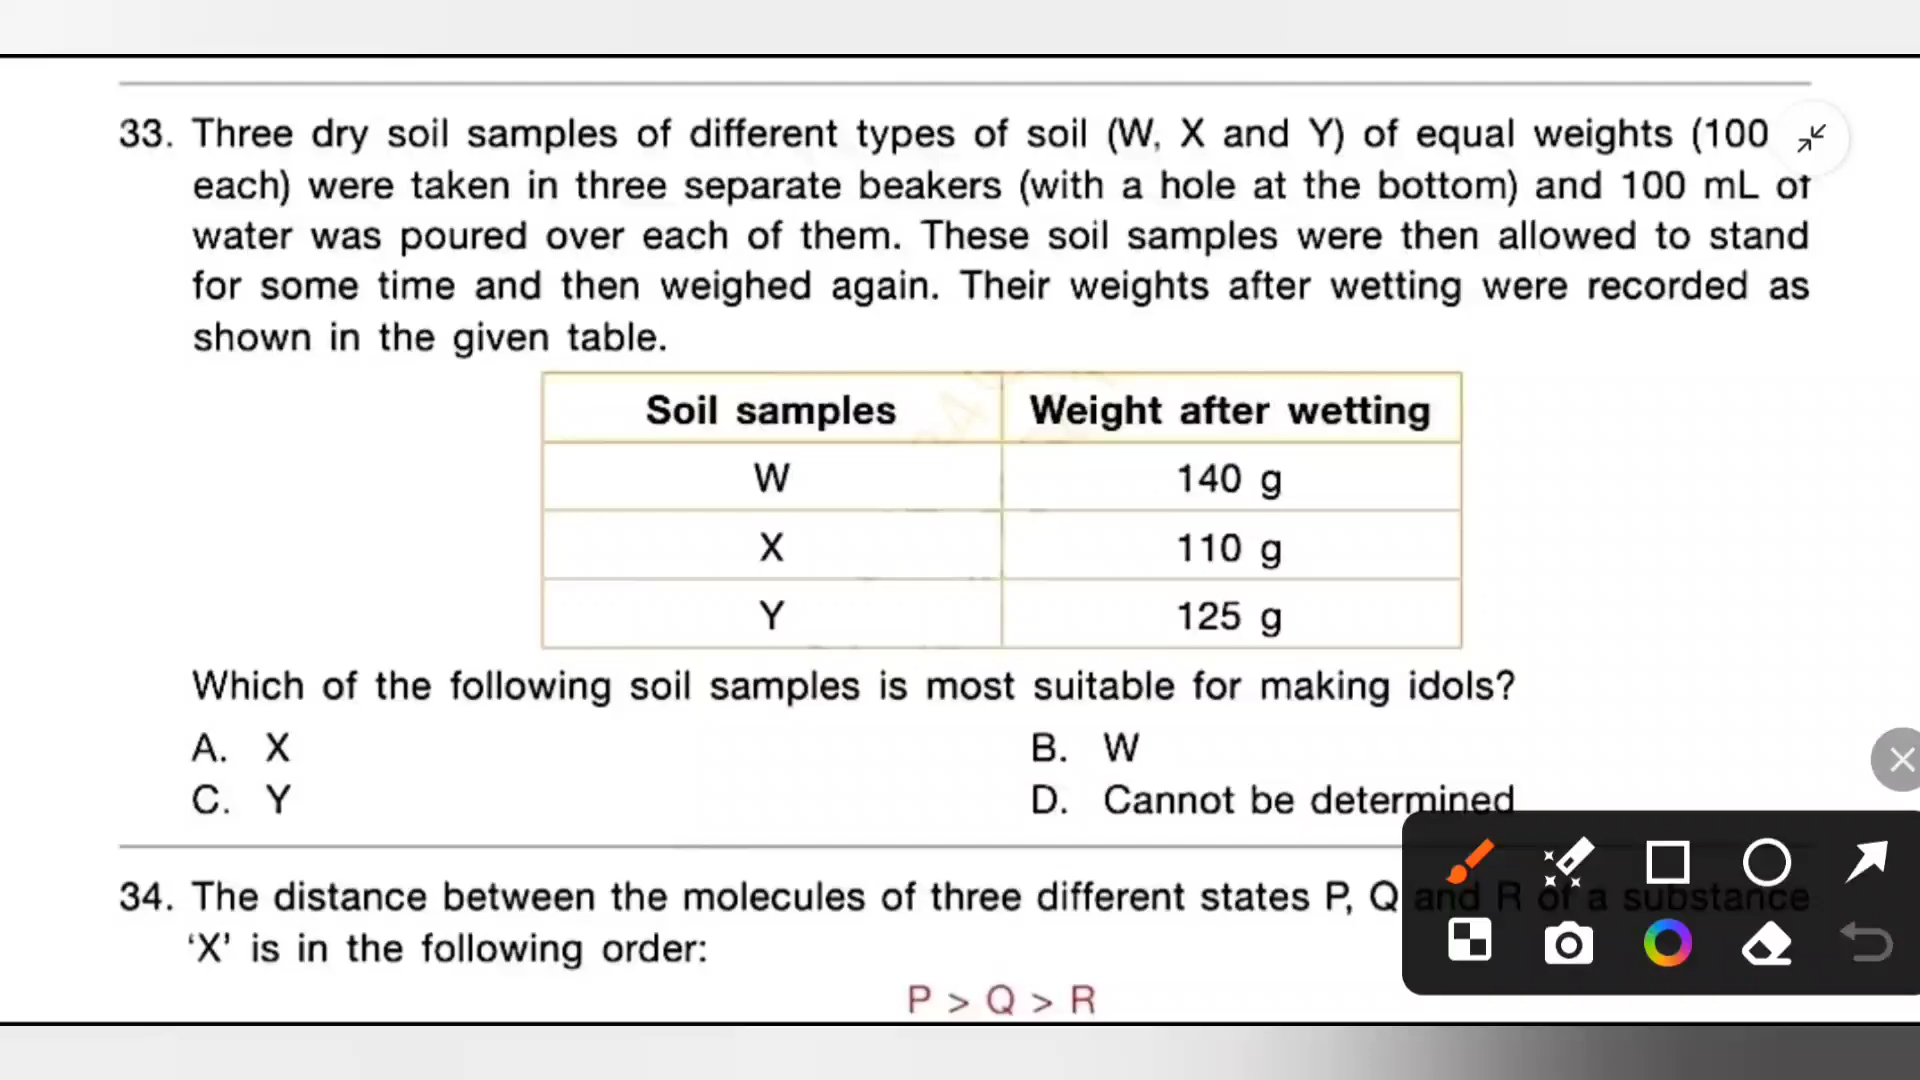 33. Three dry soil samples of different types of soil (W, X and Y) of equal weights (100
each) were taken in three separate beakers (with a hole at the bottom) and 100 mL of
water was poured over each of them. These soil samples were then allowed to stand
for some time and then weighed again. Their weights after wetting were recorded as
shown in the given table.
Soil samples Weight after wetting
W 140 g
X 110 g
Y 125 g
Which of the following soil samples is most suitable for making idols?
A. X B. W
C. Y D. Cannot be determined
34. The distance between the molecules of three different states P, Q and R of a substance
‘X’ is in the following order:
P > Q > R